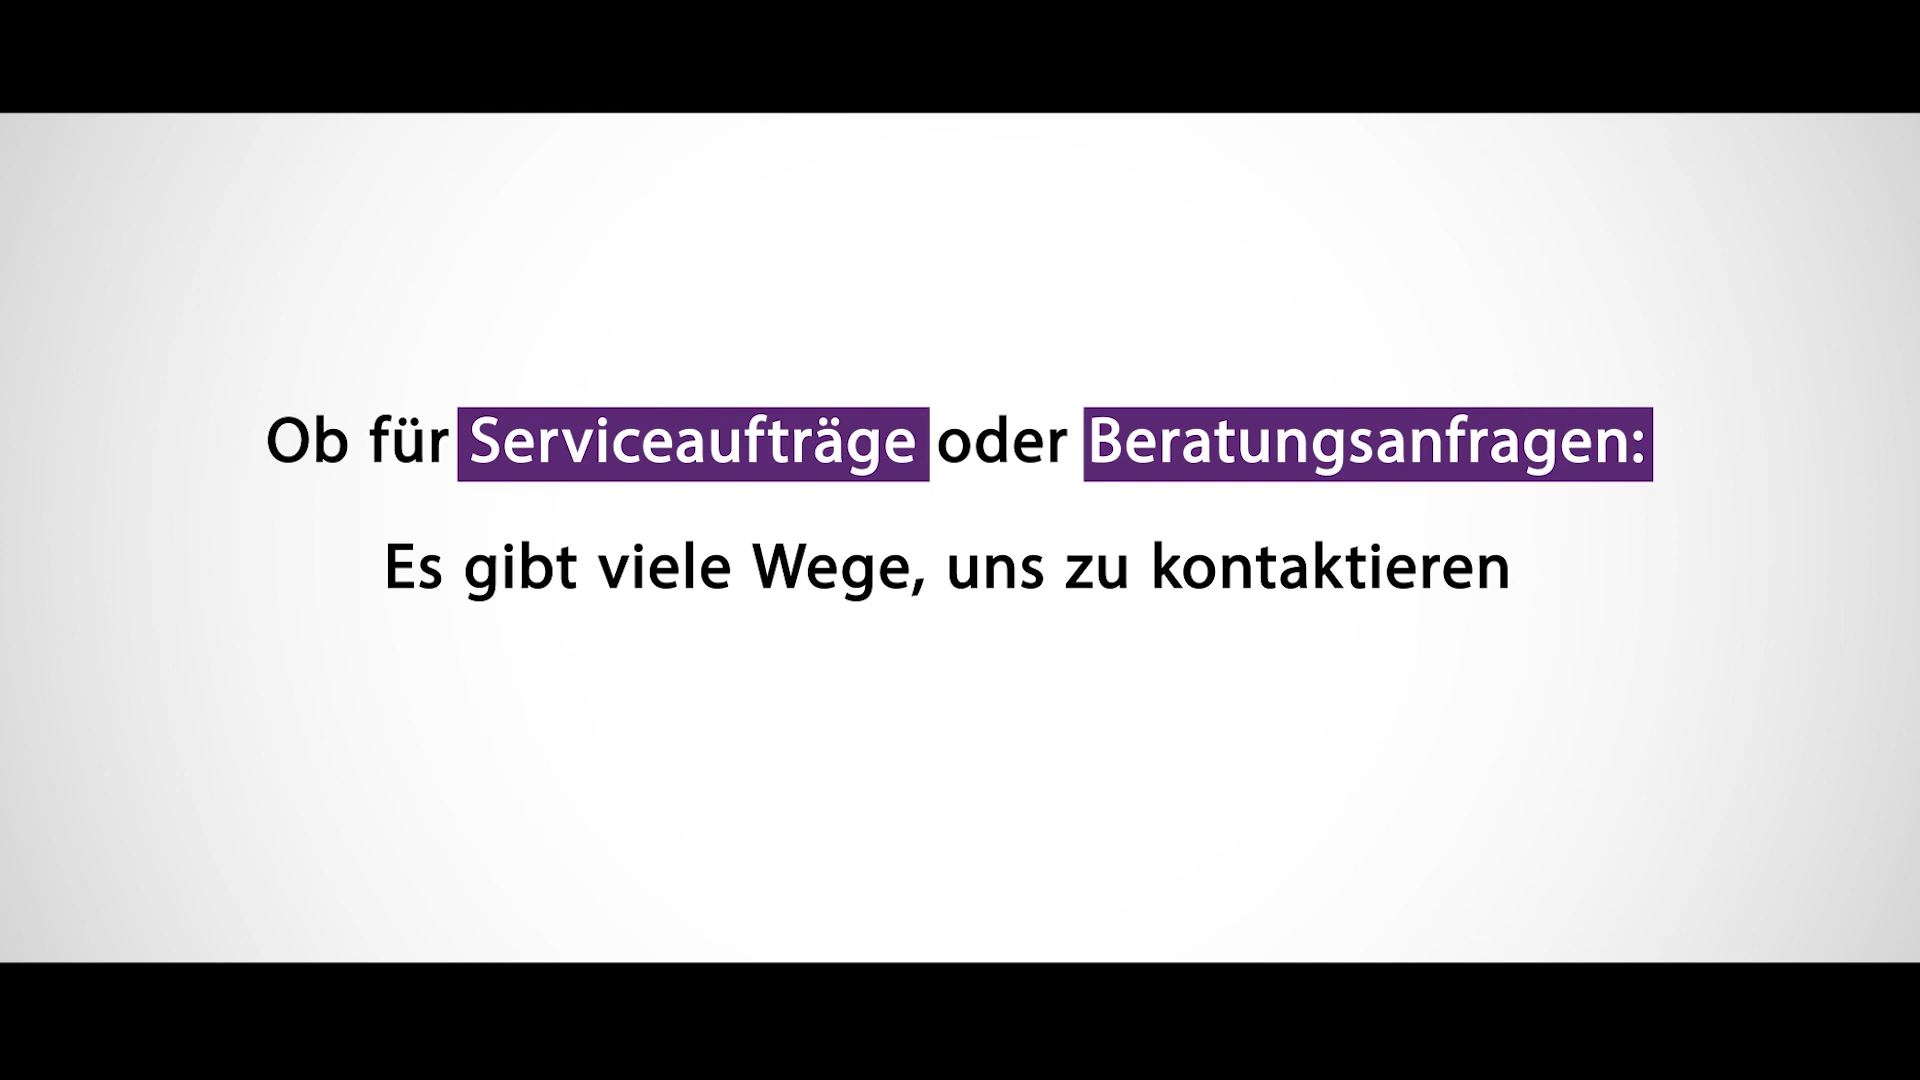 Ob für Serviceaufträge oder Beratungsanfragen:
Es gibt viele Wege, uns zu kontaktieren